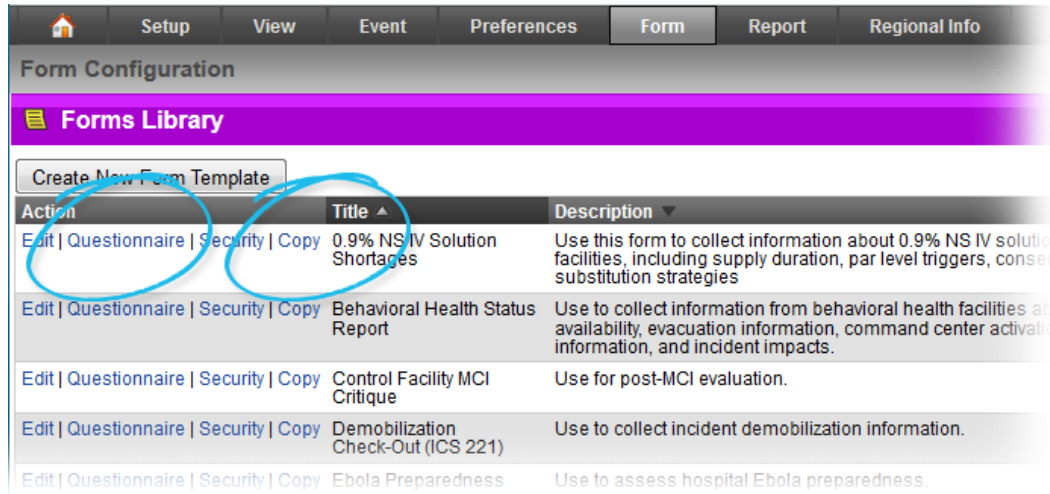 Setup View Event Preferences Form Report Regional Info
Form Configuration
Forms Library
Create New Form Template
Action Title Description
Edit | Questionnaire | Security | Copy 0.9% NS IV Solution Use this form to collect information about 0.9% NS IV
Shortages facilities, including supply duration, par level triggers,
substitution strategies
Edit | Questionnaire | Security | Copy Behavioral Health Status Use to collect information from behavioral health facilities
Report availability, evacuation information, command center
information, and incident impacts.
Edit | Questionnaire | Security | Copy Control Facility MCI Use for post-MCI evaluation.
Critique
Edit | Questionnaire | Security | Copy Demobilization Use to collect incident demobilization information.
Check-Out (ICS 221)
Edit | Questionnaire | Security | Copy Ebola Preparedness Use to assess hospital Ebola preparedness.